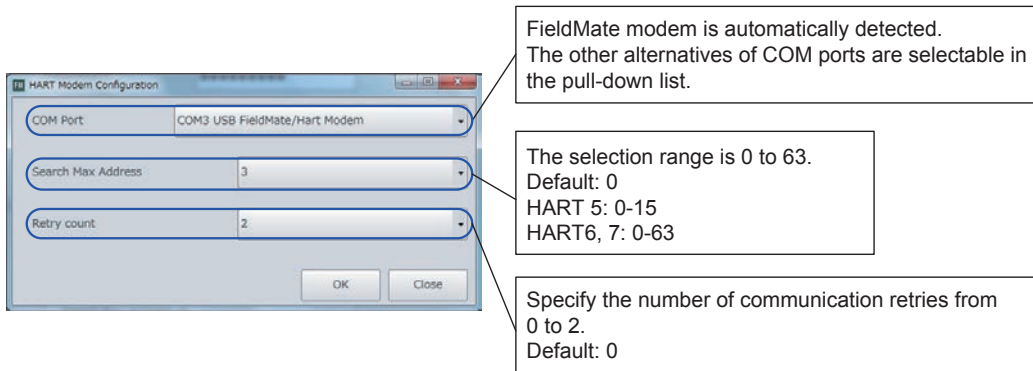 FieldMate modem is automatically detected.
The other alternatives of COM ports are selectable in
the pull-down list.
HART Modem Configuration
COM Port
COM3 USB FieldMate/Hart Modem
Search Max Address
3
The selection range is 0 to 63.
Default: 0
HART 5: 0-15
HART6, 7: 0-63
Retry count
2
OK
Close
Specify the number of communication retries from
0 to 2.
Default: 0